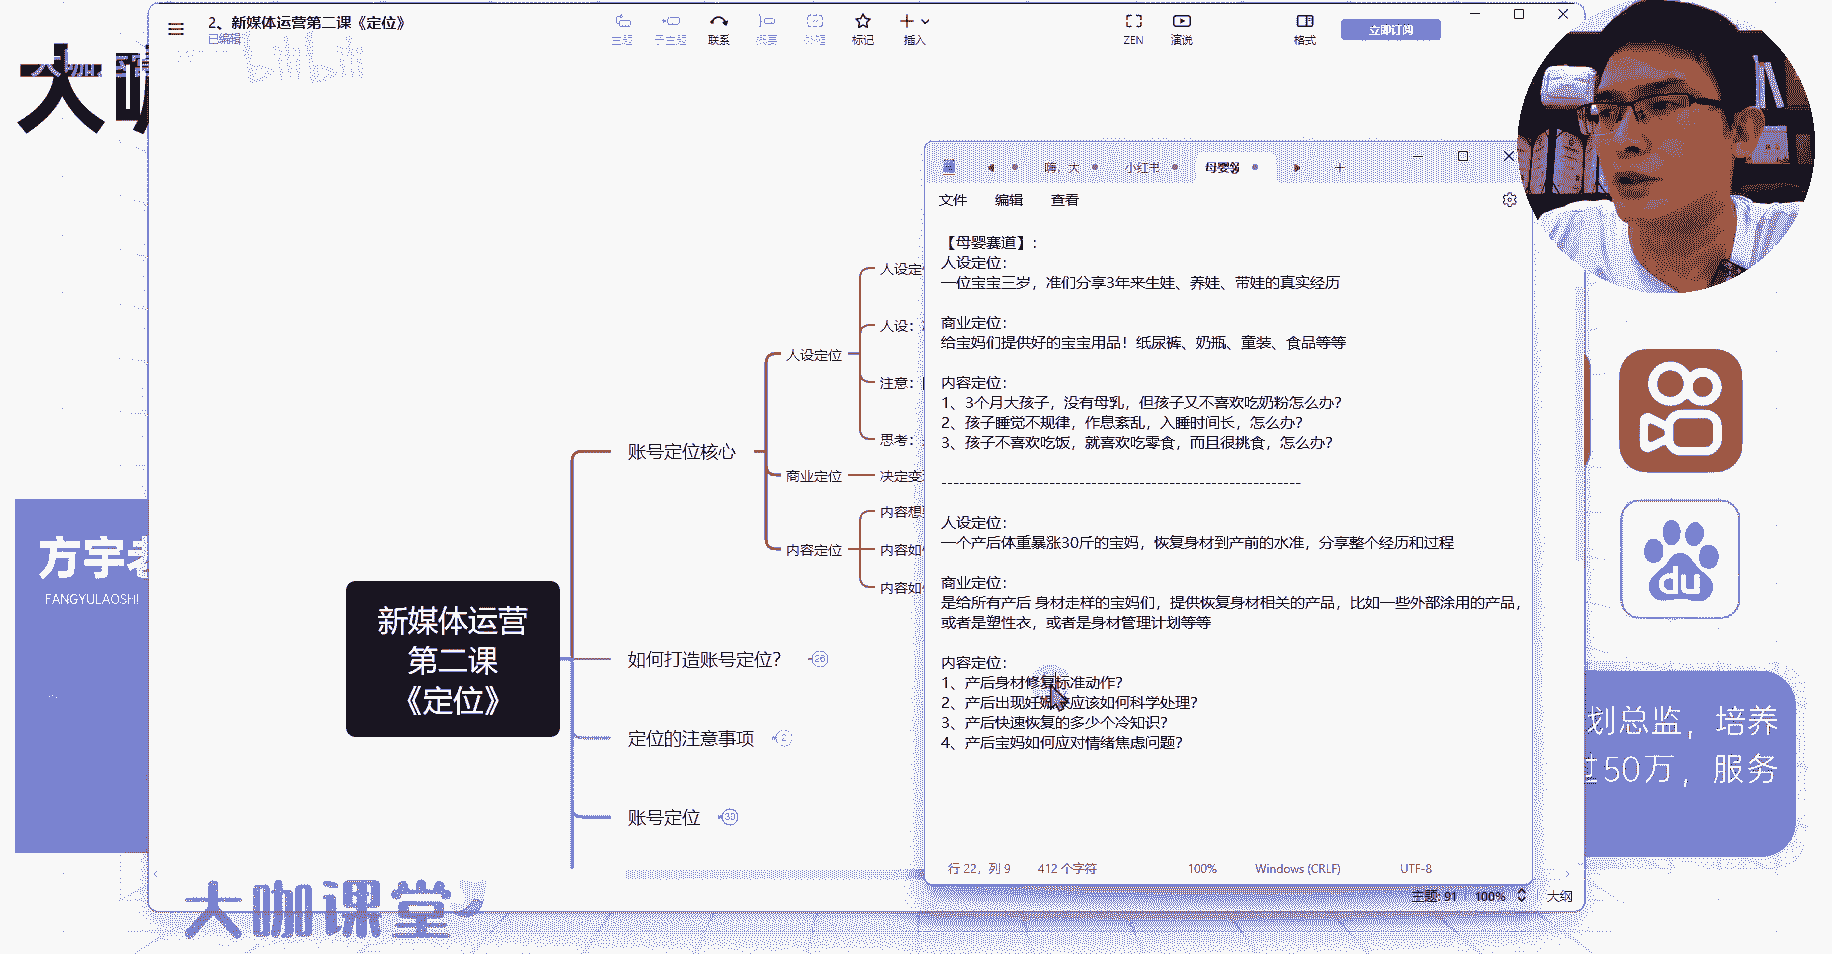 2、新媒体运营第二课《定位》
已编辑
bilibili
主题
子主题
联系
概要
外框
标记
插入
ZEN
演说
格式
立即订阅
大咖
方宇老
FANGYULAOSHI
新媒体运营
第二课
《定位》
账号定位核心
人设定位
人设定
人设:
注意:
思考:
商业定位
决定变
内容定位
内容想
内容如
内容如
如何打造账号定位?
26
定位的注意事项
账号定位
30
嗨,大
小红书
母婴
文件
编辑
查看
【母婴赛道】:
人设定位:
一位宝宝三岁,准们分享3年来生娃、养娃、带娃的真实经历
商业定位:
给宝妈们提供好的宝宝用品!纸尿裤、奶瓶、童装、食品等等
内容定位:
1、3个月大孩子,没有母乳,但孩子又不喜欢吃奶粉怎么办?
2、孩子睡觉不规律,作息紊乱,入睡时间长,怎么办?
3、孩子不喜欢吃饭,就喜欢吃零食,而且很挑食,怎么办?
------------------------------------------------------------
人设定位:
一个产后体重暴涨30斤的宝妈,恢复身材到产前的水准,分享整个经历和过程
商业定位:
是给所有产后 身材走样的宝妈们,提供恢复身材相关的产品,比如一些外部涂用的产品,
或者是塑性衣,或者是身材管理计划等等
内容定位:
1、产后身材修复标准动作?
2、产后出现妊娠应该如何科学处理?
3、产后快速恢复的多少个冷知识?
4、产后宝妈如何应对情绪焦虑问题?
行 22,列 9
412 个字符
100%
Windows (CRLF)
UTF-8
主题: 91
100%
大纲
du
划总监,培养
过50万,服务
大咖课堂